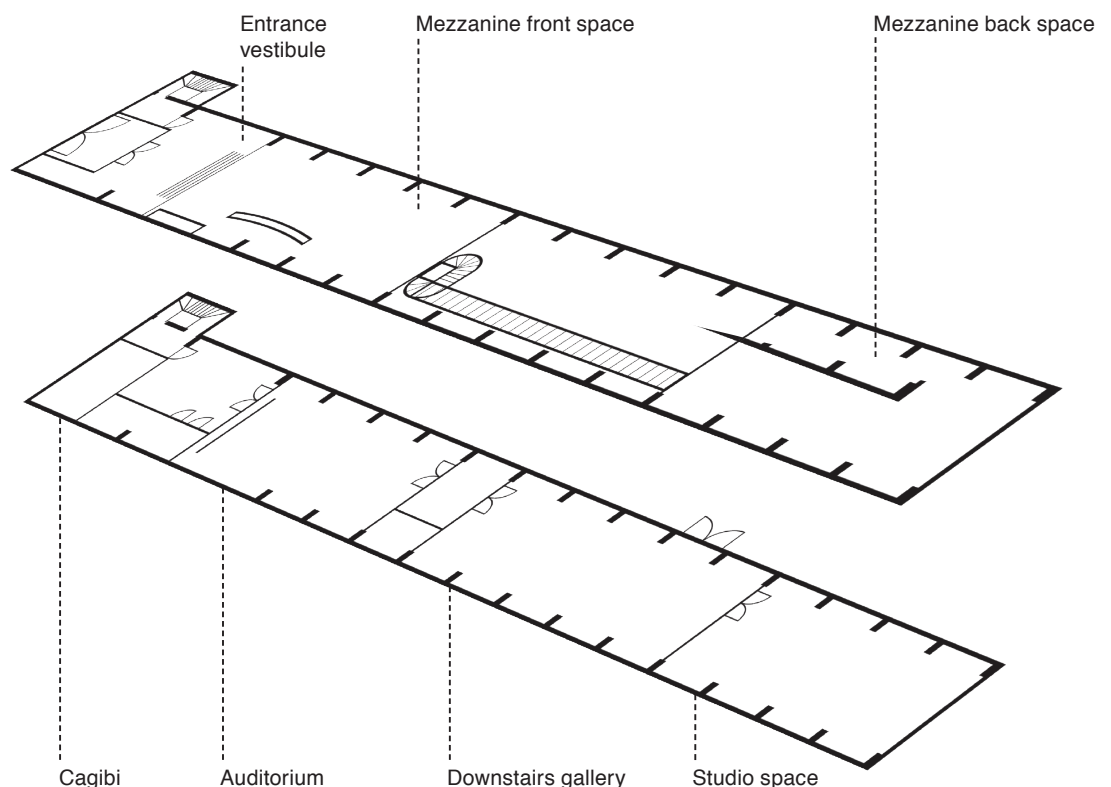 Entrance
vestibule
Mezzanine front space
Mezzanine back space
Cagibi
Auditorium
Downstairs gallery
Studio space